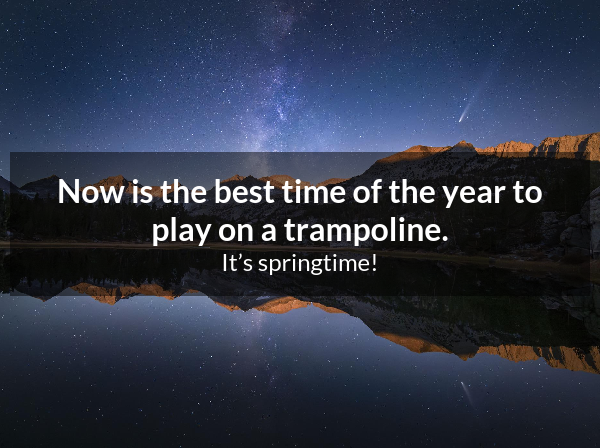 Now is the best time of the year to
play on a trampoline.
It’s springtime!